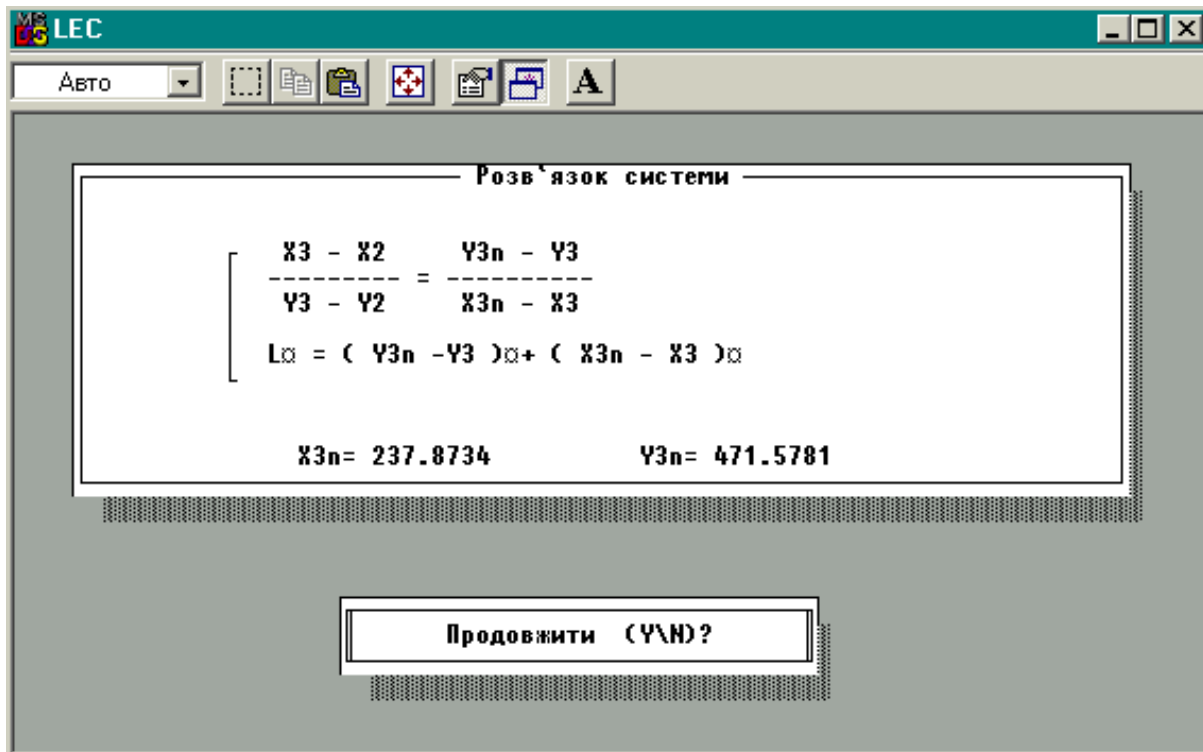 LEC
Авто
A
Розв`язок системи
X3 - X2 Y3n - Y3
--------- = ----------
Y3 - Y2 X3n - X3
L¤ = ( Y3n -Y3 )¤+ ( X3n - X3 )¤
X3n= 237.8734 Y3n= 471.5781
Продовжити (Y\N)?